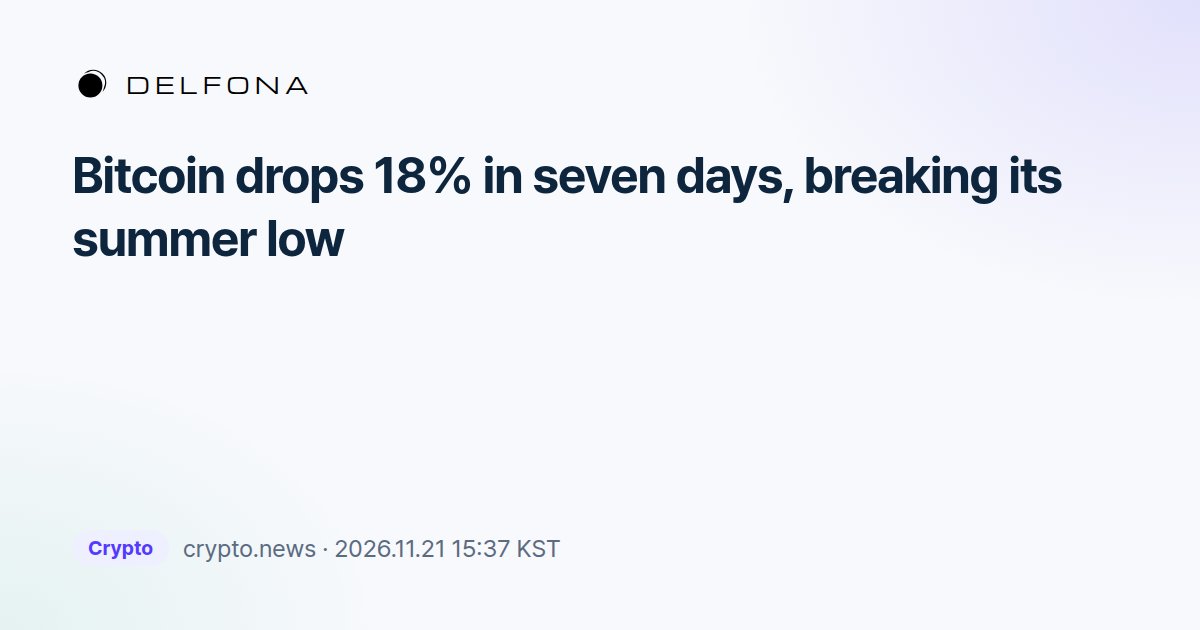 DELFONA
Bitcoin drops 18% in seven days, breaking its
summer low
Crypto crypto.news · 2026.11.21 15:37 KST